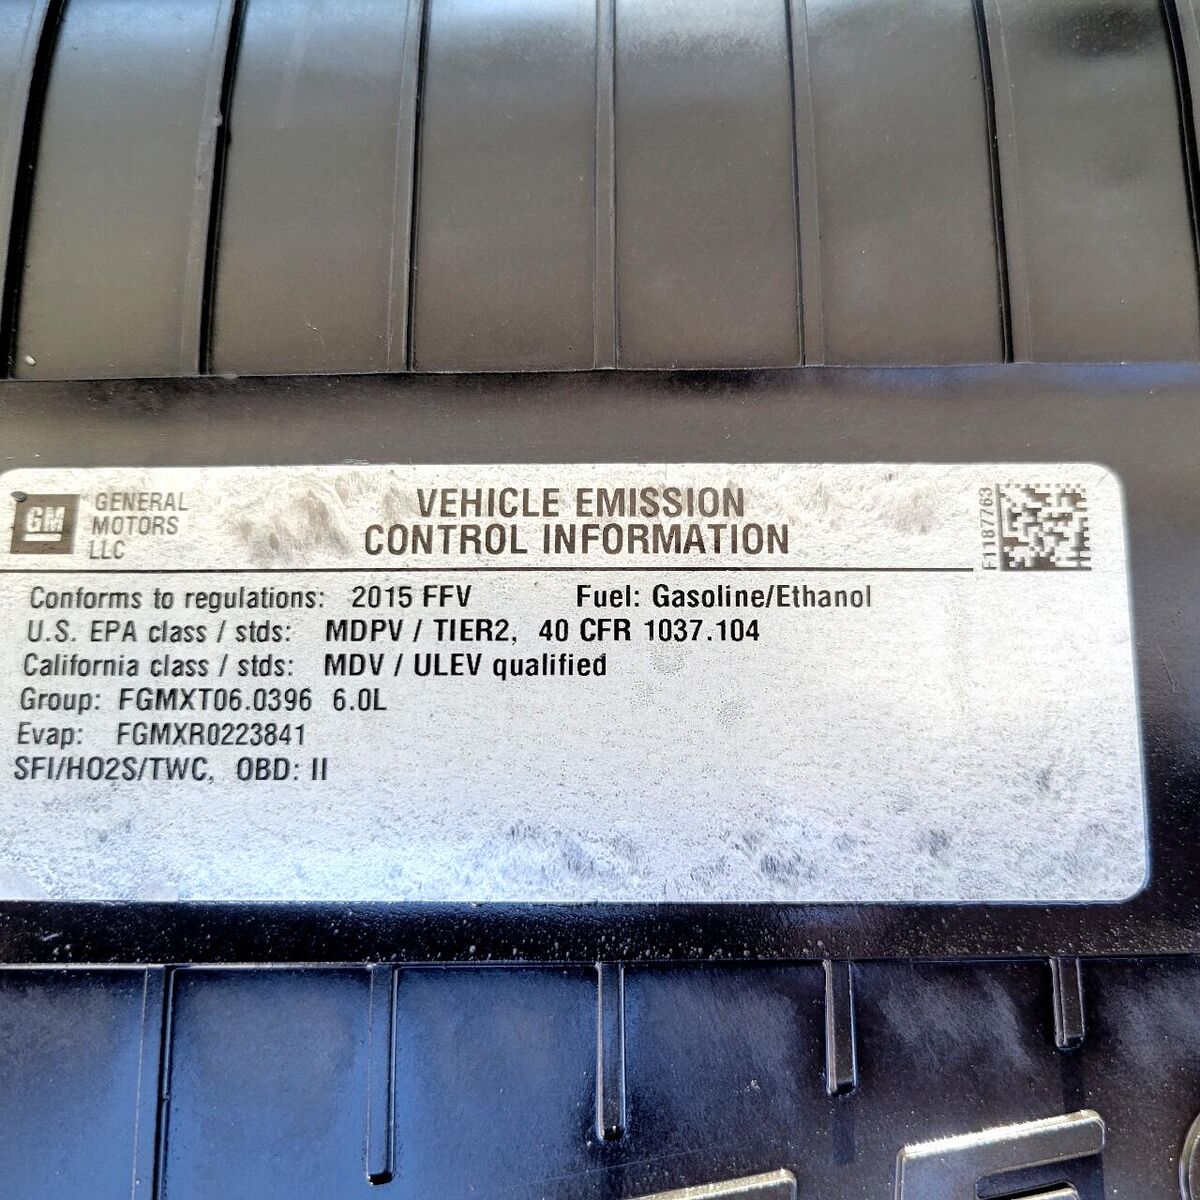 GM
GENERAL
MOTORS
LLC
VEHICLE EMISSION
CONTROL INFORMATION
F1187763
Conforms to regulations: 2015 FFV Fuel: Gasoline/Ethanol
U.S. EPA class / stds: MDPV / TIER2, 40 CFR 1037.104
California class / stds: MDV / ULEV qualified
Group: FGMXT06.0396 6.0L
Evap: FGMXR0223841
SFI/HO2S/TWC, OBD: II